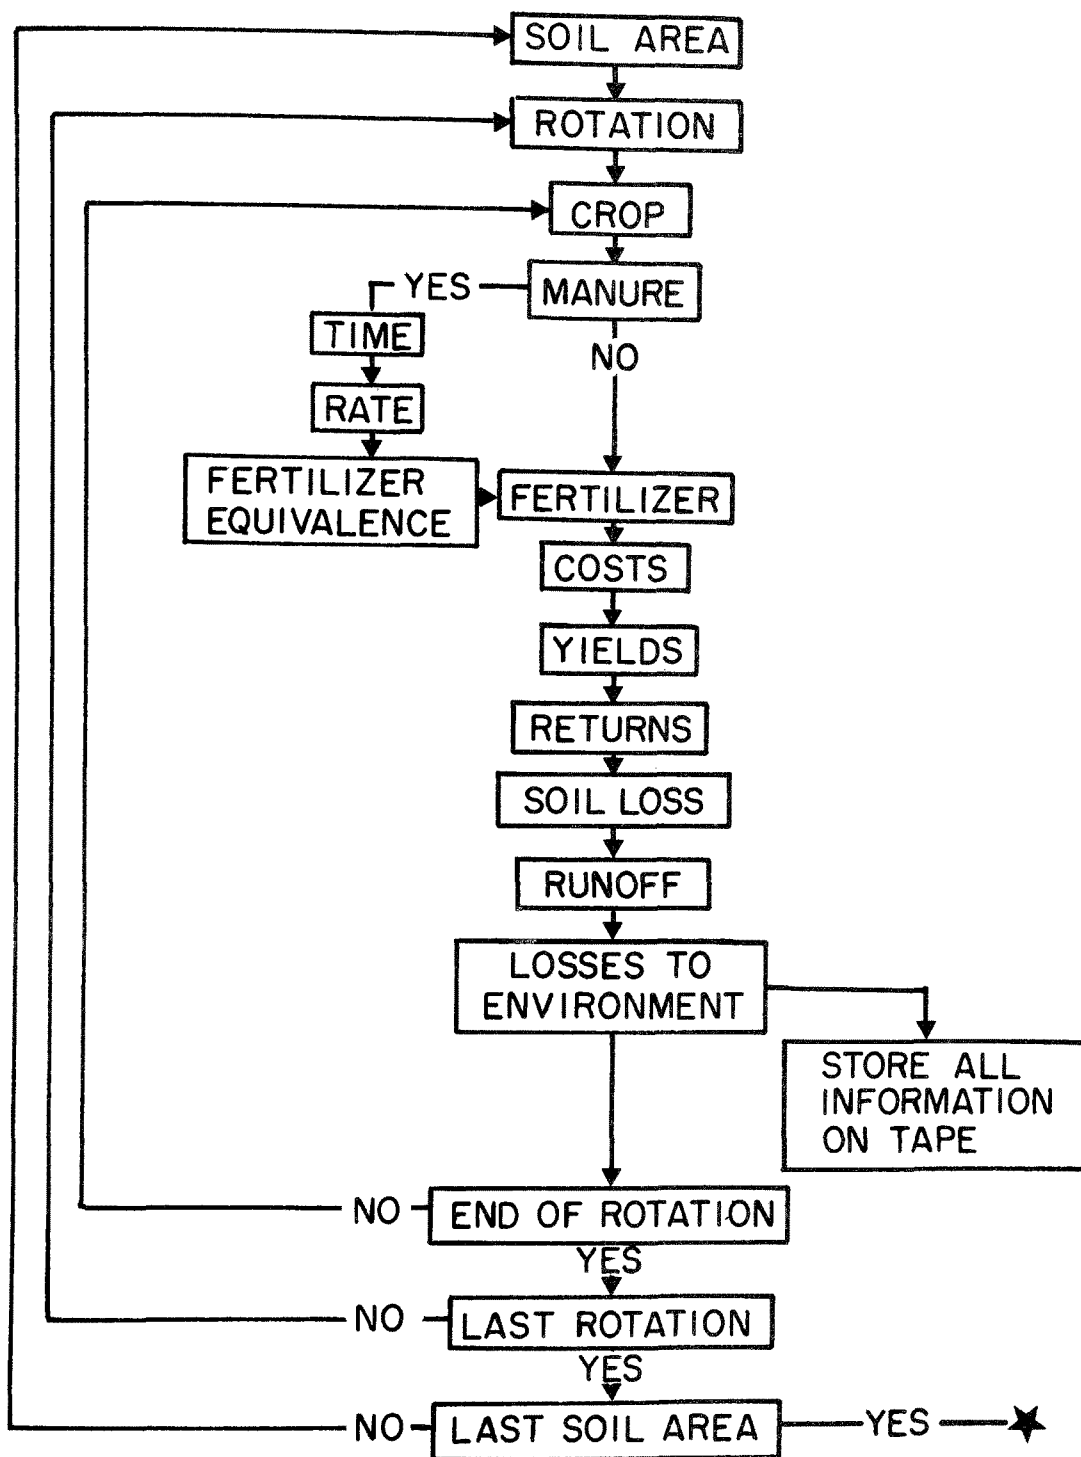 SOIL AREA
ROTATION
CROP
YES
MANURE
TIME
NO
RATE
FERTILIZER
EQUIVALENCE
FERTILIZER
COSTS
YIELDS
RETURNS
SOIL LOSS
RUNOFF
LOSSES TO
ENVIRONMENT
STORE ALL
INFORMATION
ON TAPE
NO
END OF ROTATION
YES
NO
LAST ROTATION
YES
NO
LAST SOIL AREA
YES